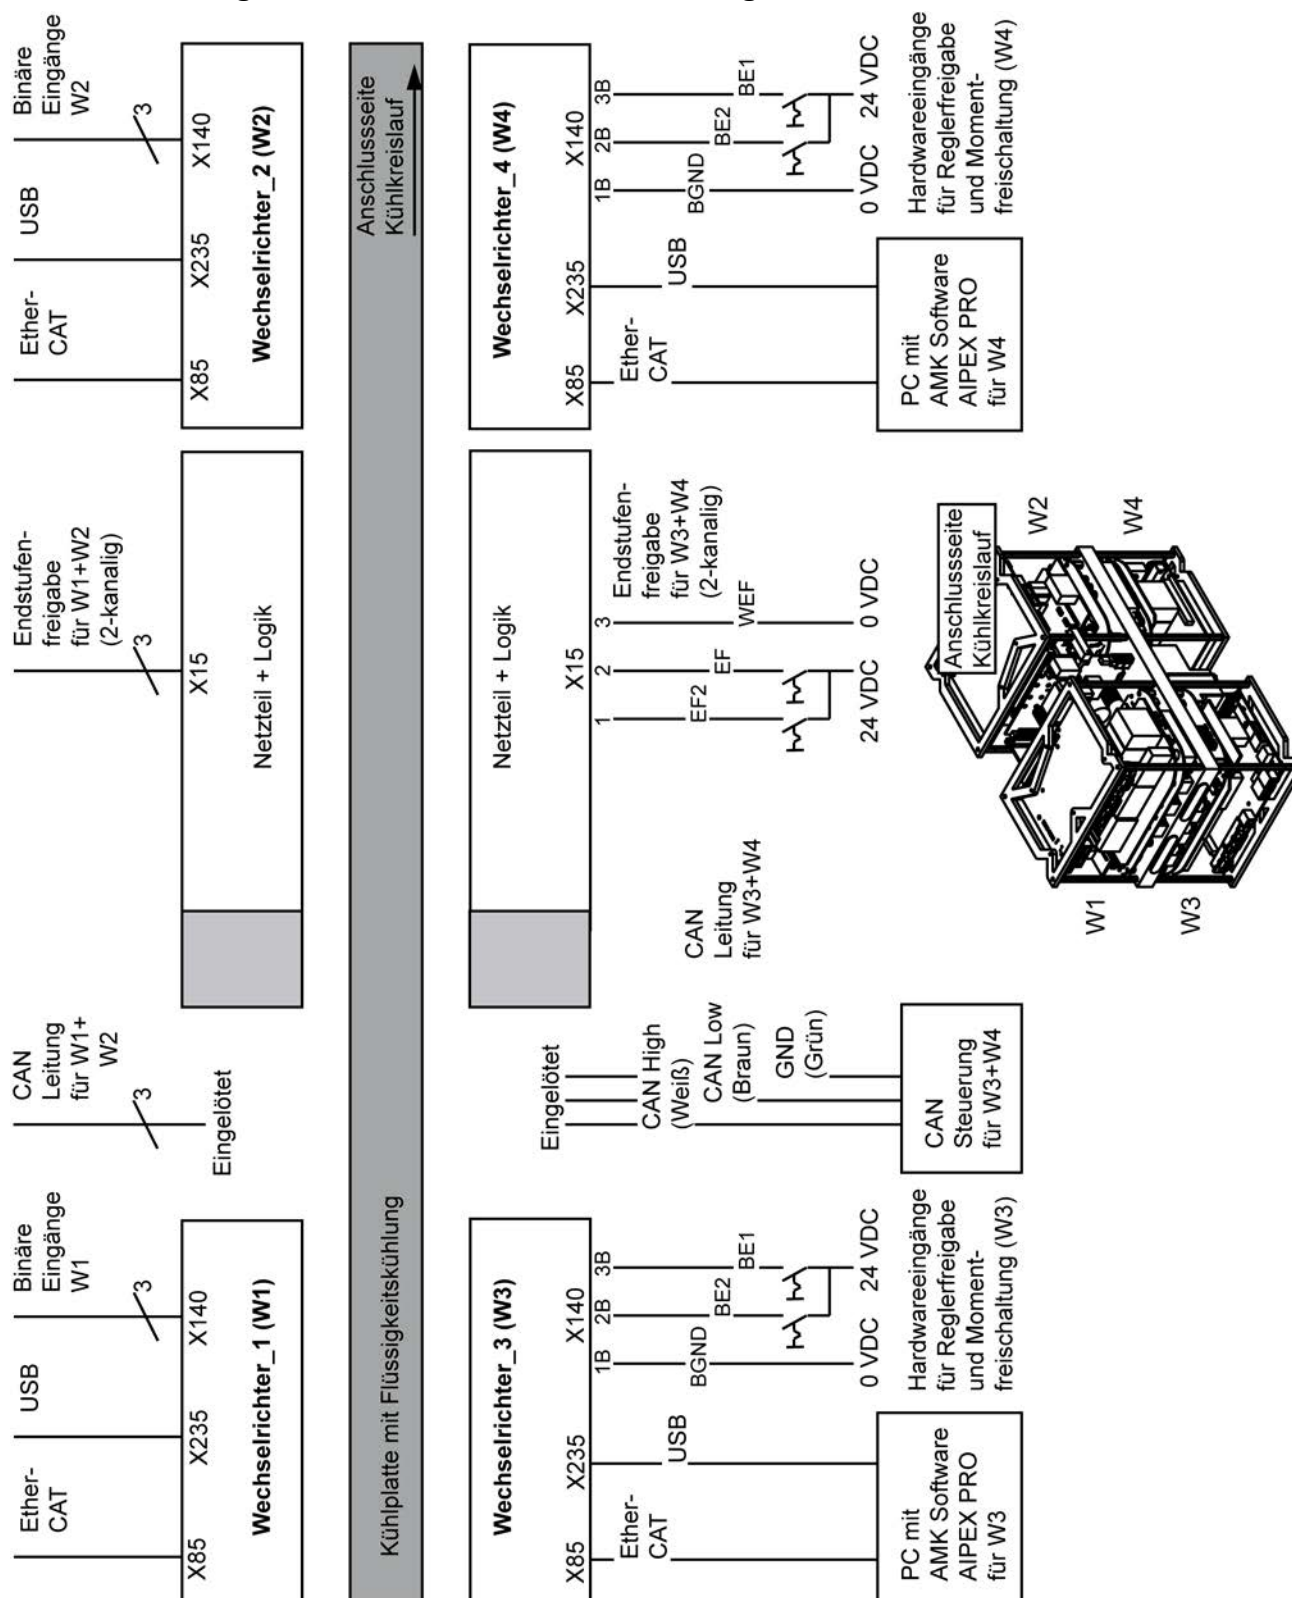 Ether-
CAT
USB
Binäre
Eingänge
W1
3
X85
X235
X140
Wechselrichter_1 (W1)
CAN
Leitung
für W1+
W2
3
Eingelötet
Endstufen-
freigabe
für W1+W2
(2-kanalig)
3
X15
Netzteil + Logik
Ether-
CAT
USB
Binäre
Eingänge
W2
3
X85
X235
X140
Wechselrichter_2 (W2)
Kühlplatte mit Flüssigkeitskühlung
Anschlussseite
Kühlkreislauf
Wechselrichter_3 (W3)
X85
X235
X140
1B
2B
3B
Ether-
CAT
USB
BGND
BE2
BE1
0 VDC
24 VDC
PC mit
AMK Software
AIPEX PRO
für W3
Hardwareeingänge
für Reglerfreigabe
und Moment-
freischaltung (W3)
Eingelötet
CAN High
(Weiß)
CAN Low
(Braun)
GND
(Grün)
CAN
Leitung
für W3+W4
CAN
Steuerung
für W3+W4
Netzteil + Logik
X15
1
2
3
EF2
EF
WEF
Endstufen-
freigabe
für W3+W4
(2-kanalig)
24 VDC
0 VDC
Wechselrichter_4 (W4)
X85
X235
X140
1B
2B
3B
Ether-
CAT
USB
BGND
BE2
BE1
0 VDC
24 VDC
PC mit
AMK Software
AIPEX PRO
für W4
Hardwareeingänge
für Reglerfreigabe
und Moment-
freischaltung (W4)
Anschlussseite
Kühlkreislauf
W1
W2
W3
W4